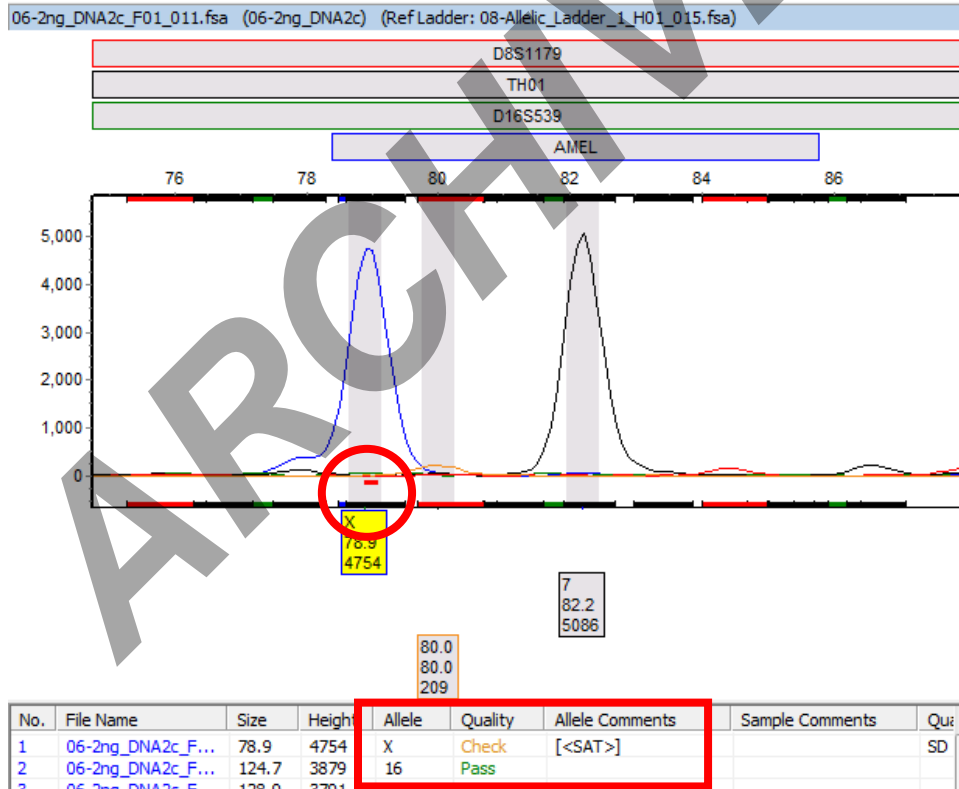 06-2ng_DNA2c_F01_011.fsa (06-2ng_DNA2c) (Ref Ladder: 08-Allelic_Ladder_1_H01_015.fsa)
D8S1179
TH01
D16S539
AMEL
76 78 80 82 84 86
5,000
4,000
3,000
2,000
1,000
0
X
78.9
4754
7
82.2
5086
80.0
80.0
209
No. File Name Size Height Allele Quality Allele Comments Sample Comments Qua
1 06-2ng_DNA2c_F... 78.9 4754 X Check [<SAT>] SD
2 06-2ng_DNA2c_F... 124.7 3879 16 Pass
ARCHIV